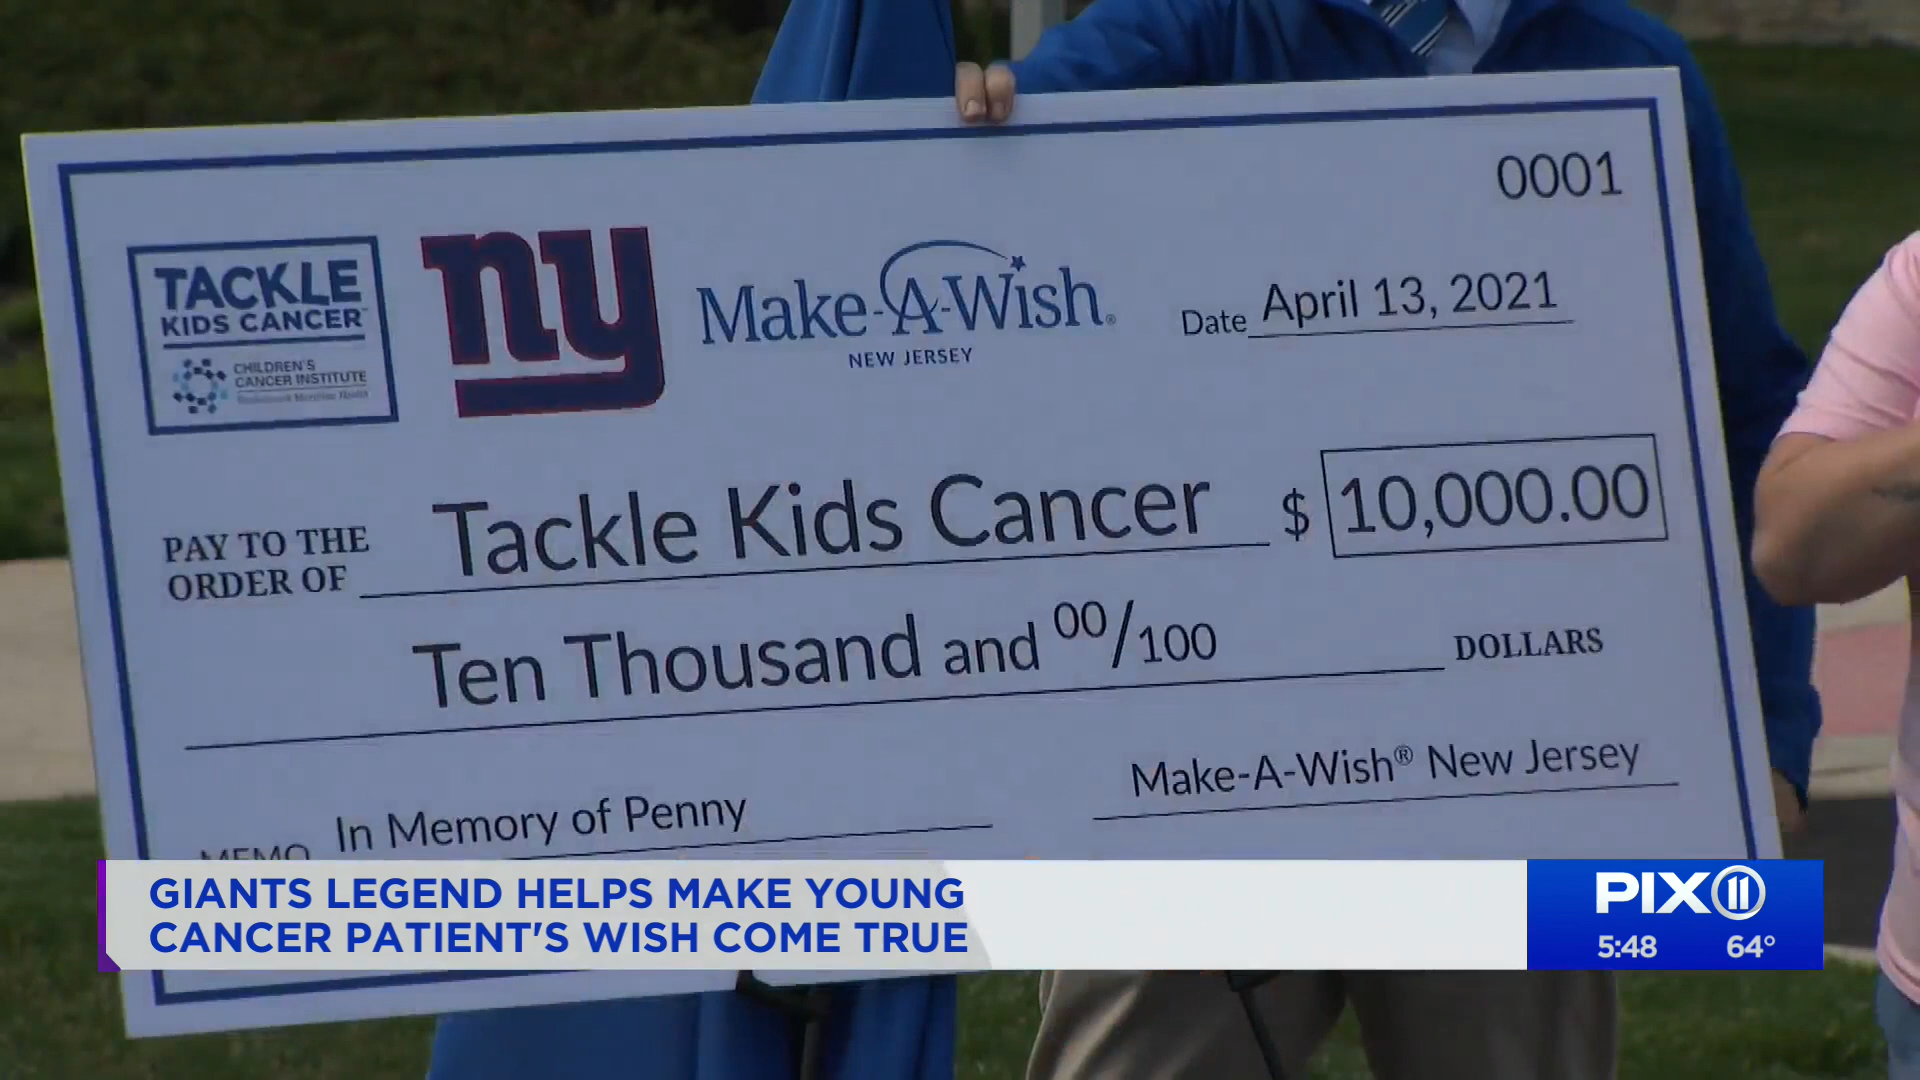 0001
TACKLE
KIDS CANCER
CHILDREN'S
CANCER INSTITUTE
ny
Make-A-Wish®
NEW JERSEY
Date April 13, 2021
PAY TO THE
ORDER OF Tackle Kids Cancer $ 10,000.00
Ten Thousand and 00/100 DOLLARS
MEMO In Memory of Penny
Make-A-Wish® New Jersey
GIANTS LEGEND HELPS MAKE YOUNG
CANCER PATIENT'S WISH COME TRUE
PIX11
5:48 64°